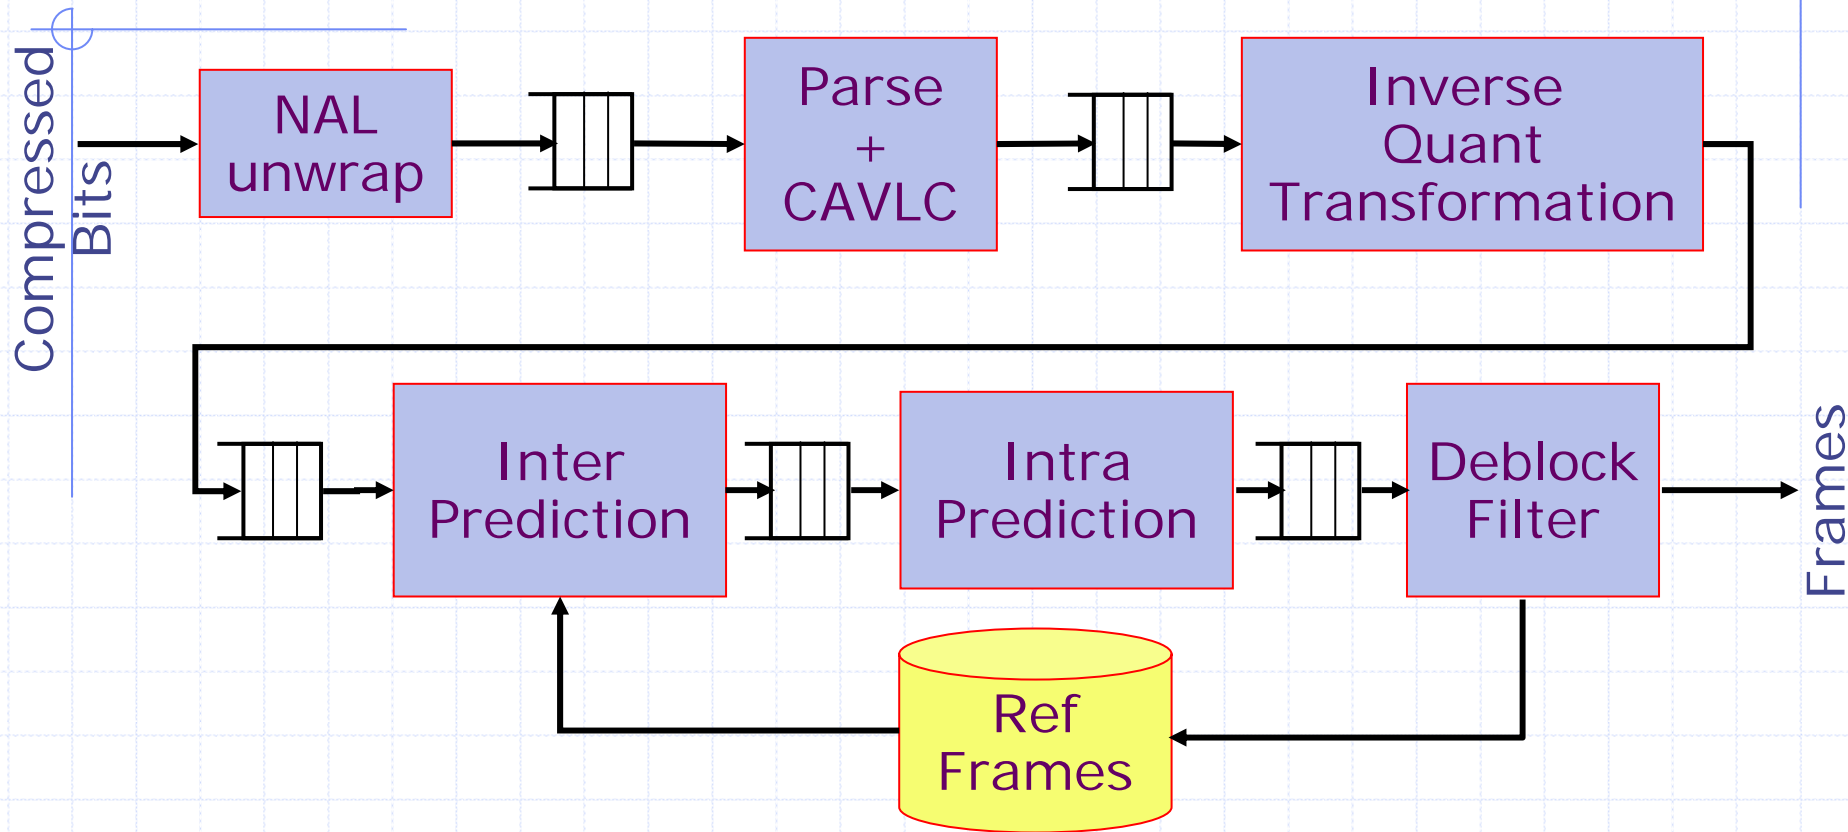 Compressed
Bits
NAL
unwrap
Parse
+
CAVLC
Inverse
Quant
Transformation
Inter
Prediction
Intra
Prediction
Deblock
Filter
Frames
Ref
Frames